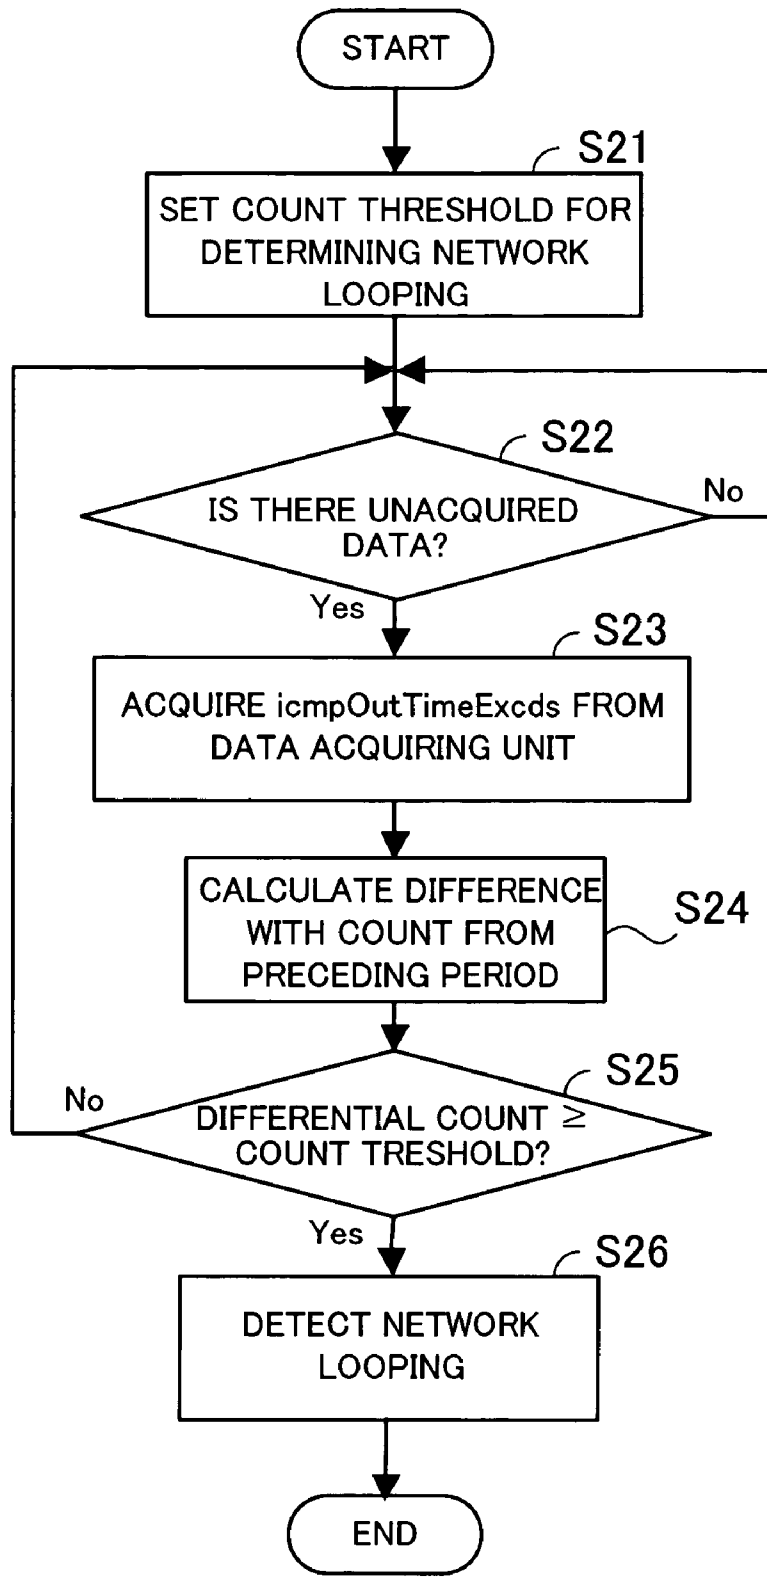 START
S21
SET COUNT THRESHOLD FOR
DETERMINING NETWORK
LOOPING
S22
IS THERE UNACQUIRED
DATA?
No
Yes
S23
ACQUIRE icmpOutTimeExcds FROM
DATA ACQUIRING UNIT
CALCULATE DIFFERENCE
WITH COUNT FROM
PRECEDING PERIOD
S24
S25
No
DIFFERENTIAL COUNT ≥
COUNT TRESHOLD?
Yes
S26
DETECT NETWORK
LOOPING
END